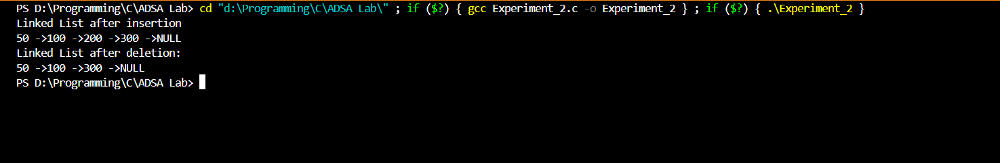 PS D:\Programming\C\ADSA Lab> cd "d:\Programming\C\ADSA Lab\" ; if ($?) { gcc Experiment_2.c -o Experiment_2 } ; if ($?) { .\Experiment_2 }
Linked List after insertion
50 ->100 ->200 ->300 ->NULL
Linked List after deletion:
50 ->100 ->300 ->NULL
PS D:\Programming\C\ADSA Lab>